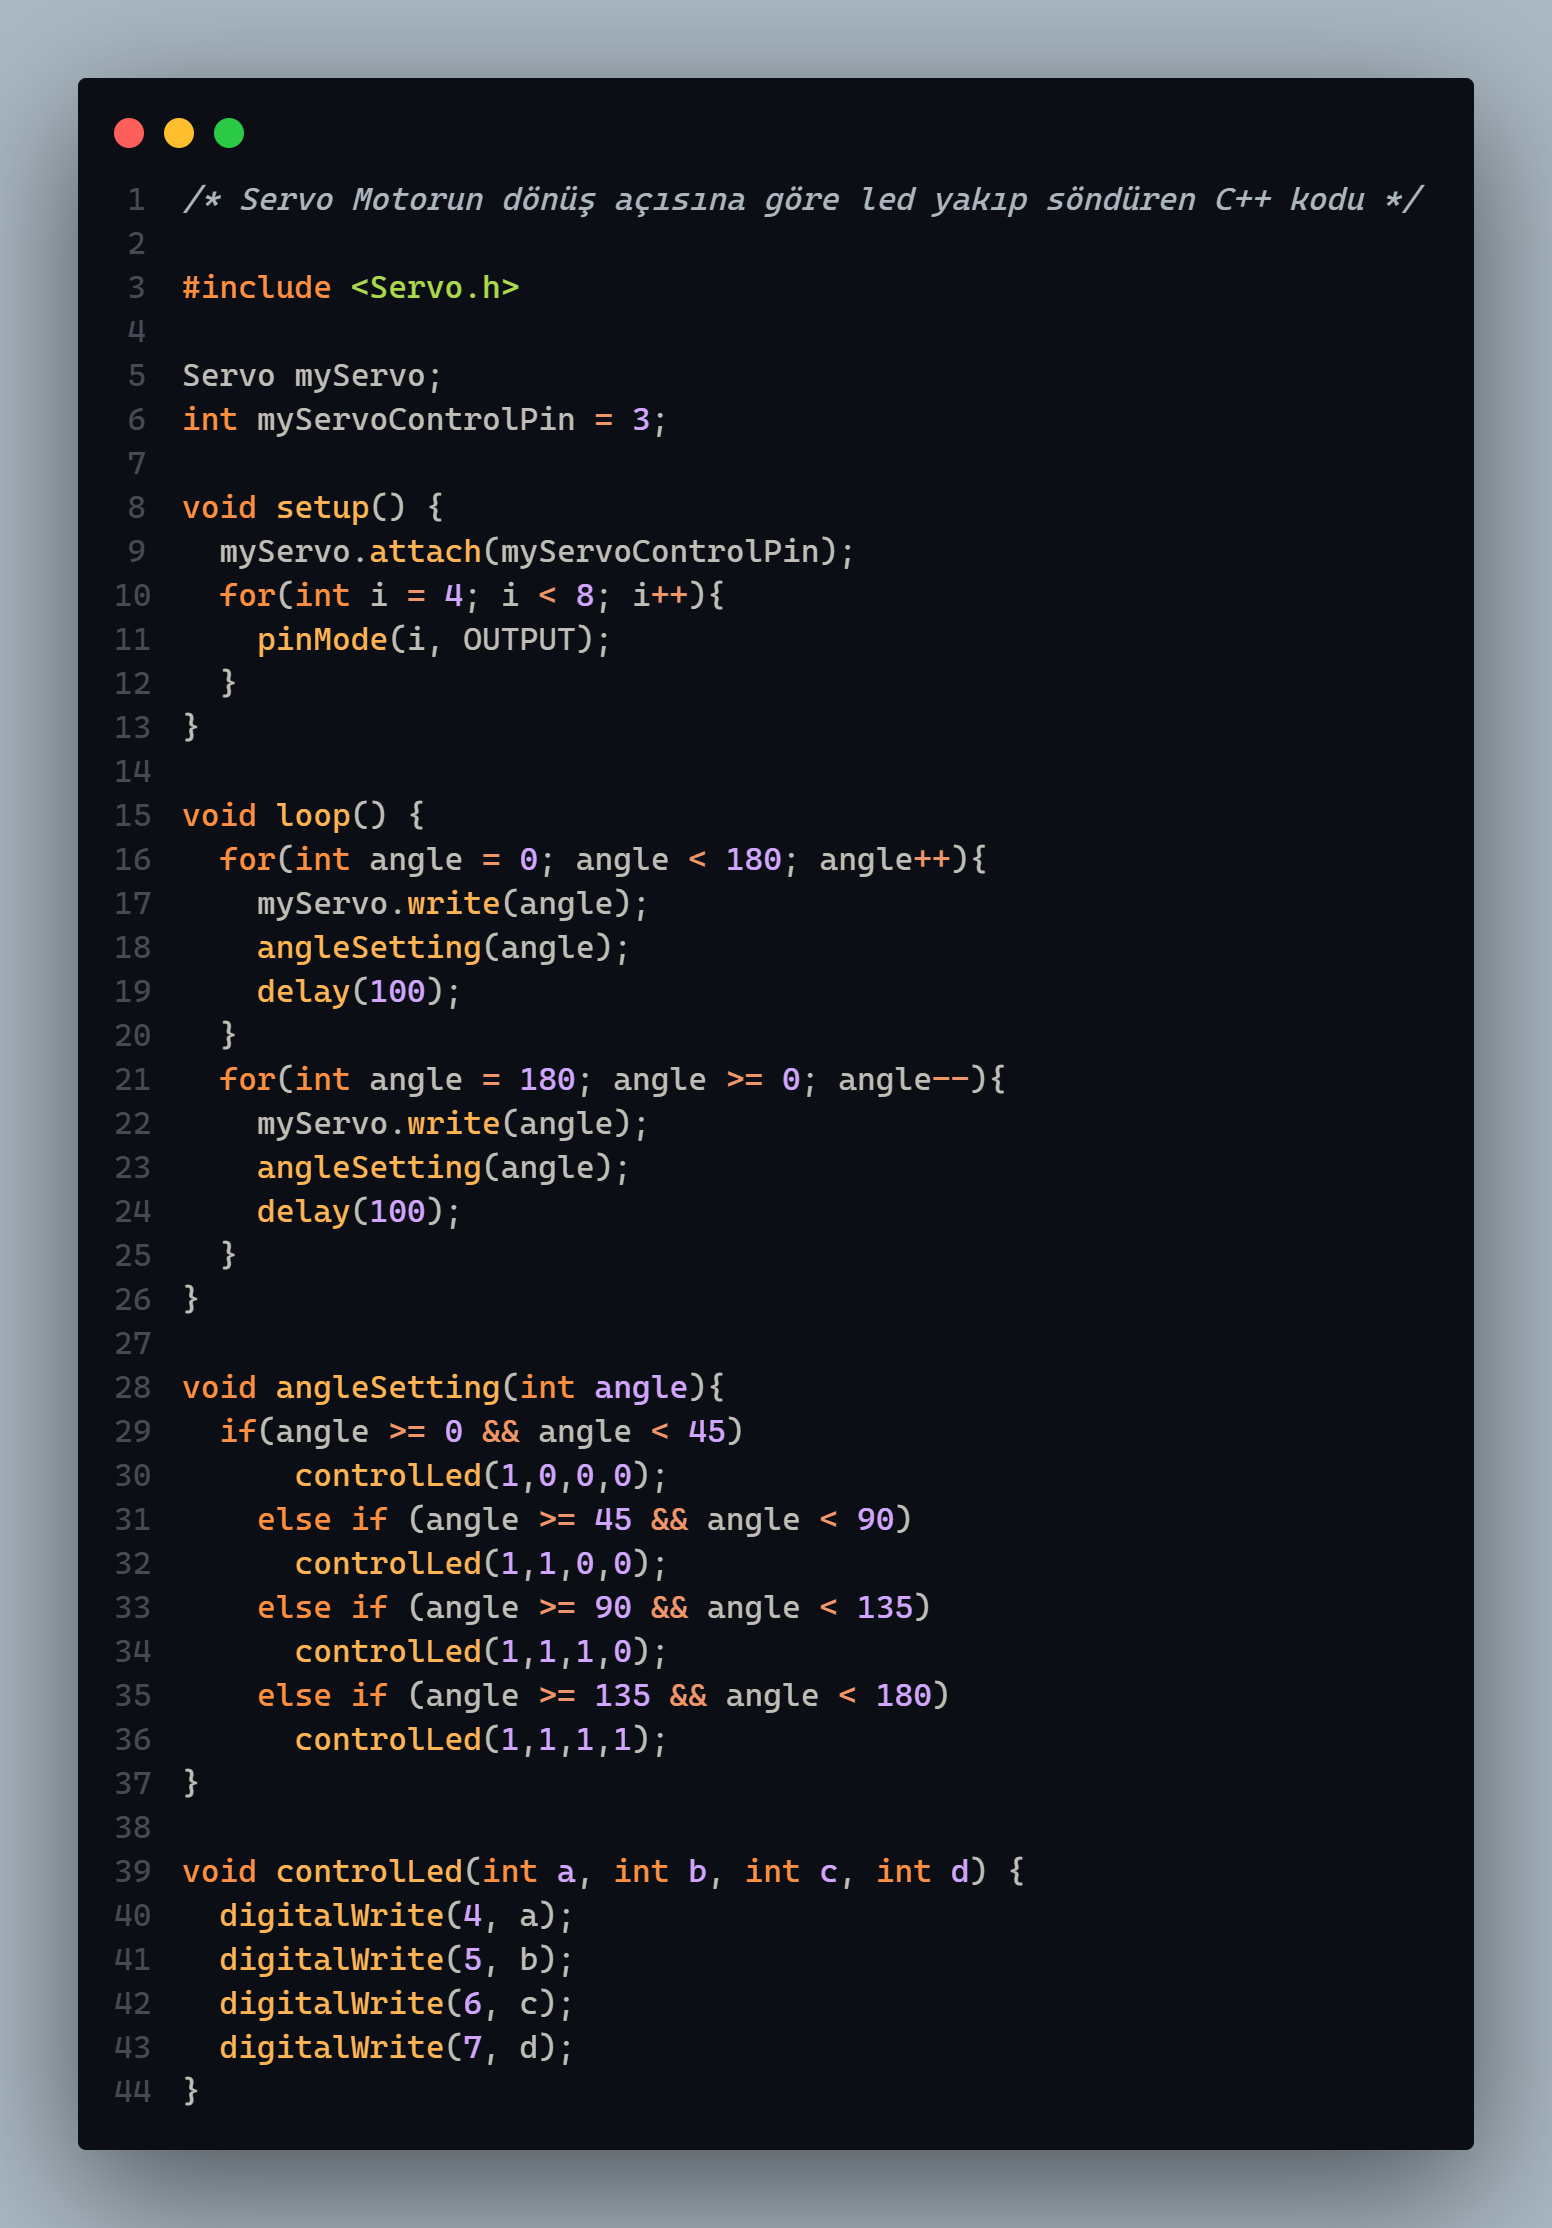 1 /* Servo Motorun dönüş açısına göre led yakıp söndüren C++ kodu */
2
3 #include <Servo.h>
4
5 Servo myServo;
6 int myServoControlPin = 3;
7
8 void setup() {
9   myServo.attach(myServoControlPin);
10   for(int i = 4; i < 8; i++){
11     pinMode(i, OUTPUT);
12   }
13 }
14
15 void loop() {
16   for(int angle = 0; angle < 180; angle++){
17     myServo.write(angle);
18     angleSetting(angle);
19     delay(100);
20   }
21   for(int angle = 180; angle >= 0; angle--){
22     myServo.write(angle);
23     angleSetting(angle);
24     delay(100);
25   }
26 }
27
28 void angleSetting(int angle){
29   if(angle >= 0 && angle < 45)
30       controlLed(1,0,0,0);
31     else if (angle >= 45 && angle < 90)
32       controlLed(1,1,0,0);
33     else if (angle >= 90 && angle < 135)
34       controlLed(1,1,1,0);
35     else if (angle >= 135 && angle < 180)
36       controlLed(1,1,1,1);
37 }
38
39 void controlLed(int a, int b, int c, int d) {
40   digitalWrite(4, a);
41   digitalWrite(5, b);
42   digitalWrite(6, c);
43   digitalWrite(7, d);
44 }